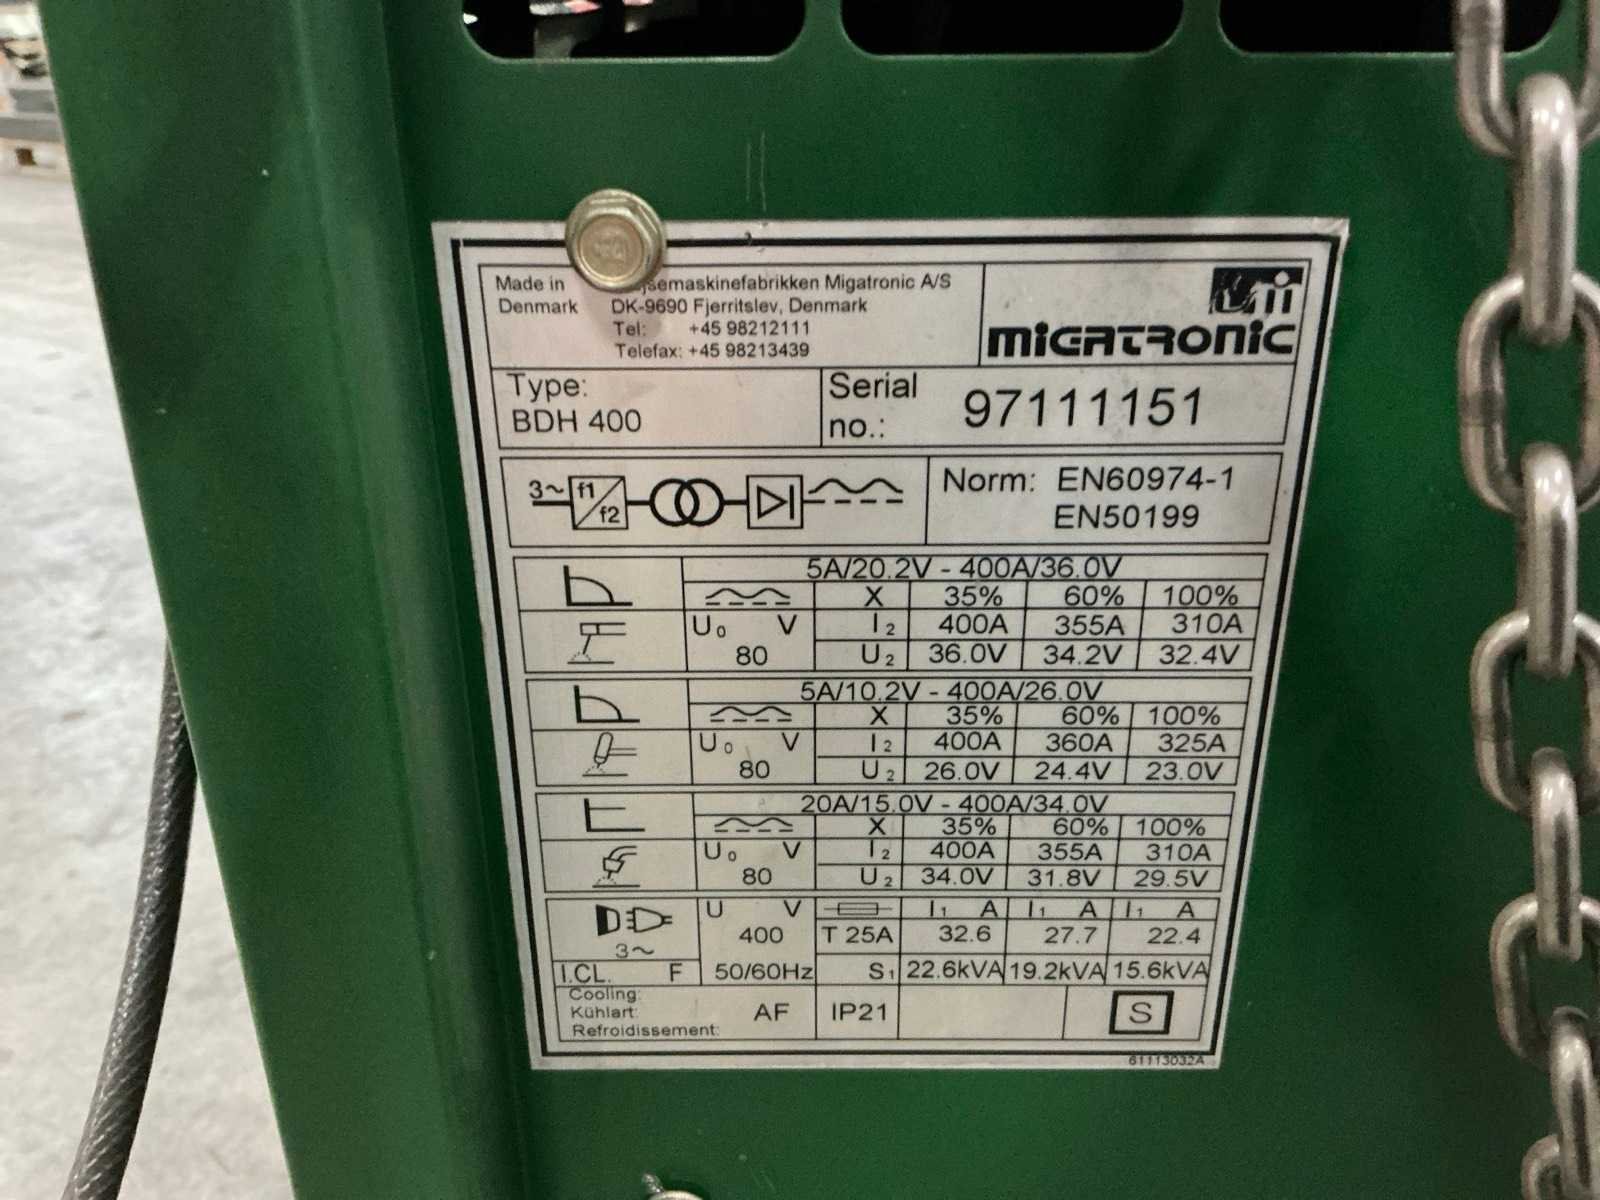 Made in
Denmark
semaskinefabrikken Migatronic A/S
DK-9690 Fjerritslev, Denmark
Tel: +45 98212111
Telefax: +45 98213439
MIGATRONIC
Type:
BDH 400
Serial
no.: 97111151
3~ f1
f2
Norm: EN60974-1
EN50199
5A/20.2V - 400A/36.0V
X 35% 60% 100%
U0 V I2 400A 355A 310A
80 U2 36.0V 34.2V 32.4V
5A/10.2V - 400A/26.0V
X 35% 60% 100%
U0 V I2 400A 360A 325A
80 U2 26.0V 24.4V 23.0V
20A/15.0V - 400A/34.0V
X 35% 60% 100%
U0 V I2 400A 355A 310A
80 U2 34.0V 31.8V 29.5V
U V I1 A I1 A I1 A
3~ 400 T 25A 32.6 27.7 22.4
I.CL. F 50/60Hz S1 22.6kVA 19.2kVA 15.6kVA
Cooling:
Kühlart: AF IP21 S
Refroidissement:
61113032A